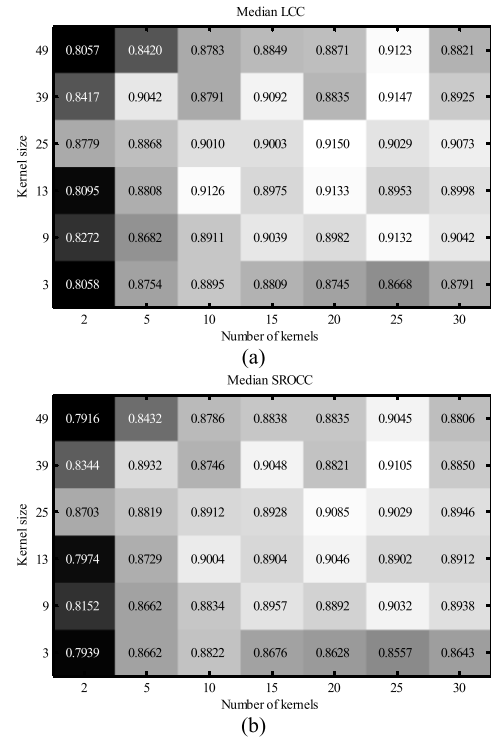 Median LCC
49 0.8057 0.8420 0.8783 0.8849 0.8871 0.9123 0.8821
39 0.8417 0.9042 0.8791 0.9092 0.8835 0.9147 0.8925
25 0.8779 0.8868 0.9010 0.9003 0.9150 0.9029 0.9073
13 0.8095 0.8808 0.9126 0.8975 0.9133 0.8953 0.8998
9 0.8272 0.8682 0.8911 0.9039 0.8982 0.9132 0.9042
3 0.8058 0.8754 0.8895 0.8809 0.8745 0.8668 0.8791
Kernel size
2 5 10 15 20 25 30
Number of kernels
(a)
Median SROCC
49 0.7916 0.8432 0.8786 0.8838 0.8835 0.9045 0.8806
39 0.8344 0.8932 0.8746 0.9048 0.8821 0.9105 0.8850
25 0.8703 0.8819 0.8912 0.8928 0.9085 0.9029 0.8946
13 0.7974 0.8729 0.9004 0.8904 0.9046 0.8902 0.8912
9 0.8152 0.8662 0.8834 0.8957 0.8892 0.9032 0.8938
3 0.7939 0.8662 0.8822 0.8676 0.8628 0.8557 0.8643
Kernel size
2 5 10 15 20 25 30
Number of kernels
(b)